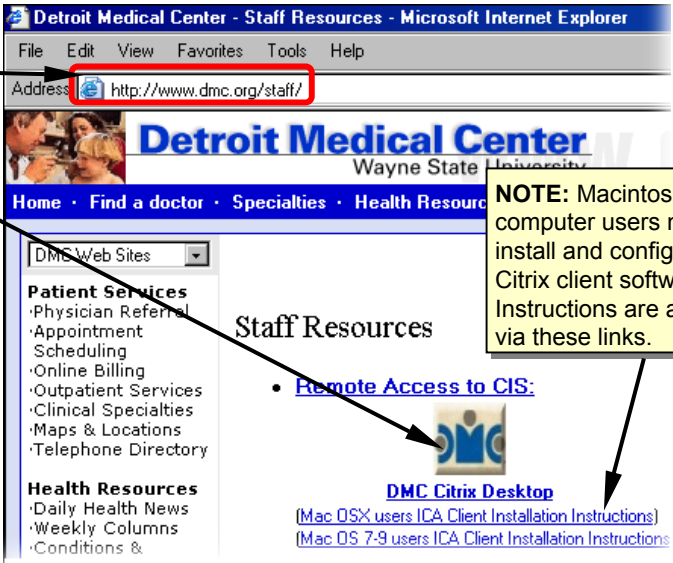 Detroit Medical Center - Staff Resources - Microsoft Internet Explorer
File Edit View Favorites Tools Help
Address http://www.dmc.org/staff/
Detroit Medical Center
Wayne State University
Home · Find a doctor · Specialties · Health Resourc
NOTE: Macintos
computer users
install and config
Citrix client softw
Instructions are a
via these links.
DMC Web Sites
Patient Services
·Physician Referral
·Appointment
Scheduling
·Online Billing
·Outpatient Services
·Clinical Specialties
·Maps & Locations
·Telephone Directory
Health Resources
·Daily Health News
·Weekly Columns
·Conditions &
Staff Resources
• Remote Access to CIS:
DMC
DMC Citrix Desktop
(Mac OSX users ICA Client Installation Instructions)
(Mac OS 7-9 users ICA Client Installation Instructions